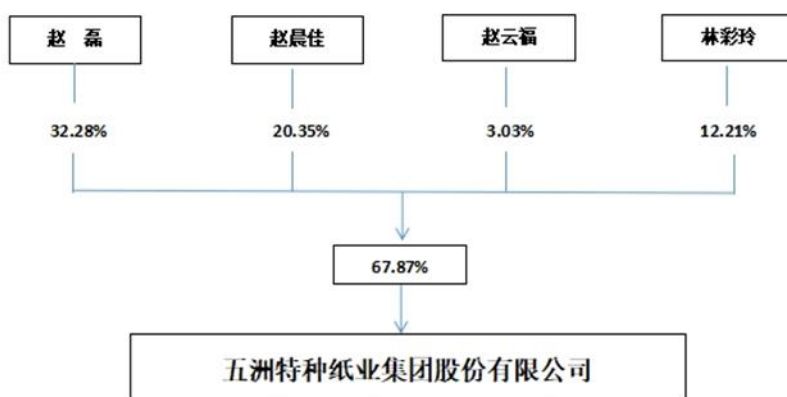 赵 磊
赵晨佳
赵云福
林彩玲
32.28%
20.35%
3.03%
12.21%
67.87%
五洲特种纸业集团股份有限公司